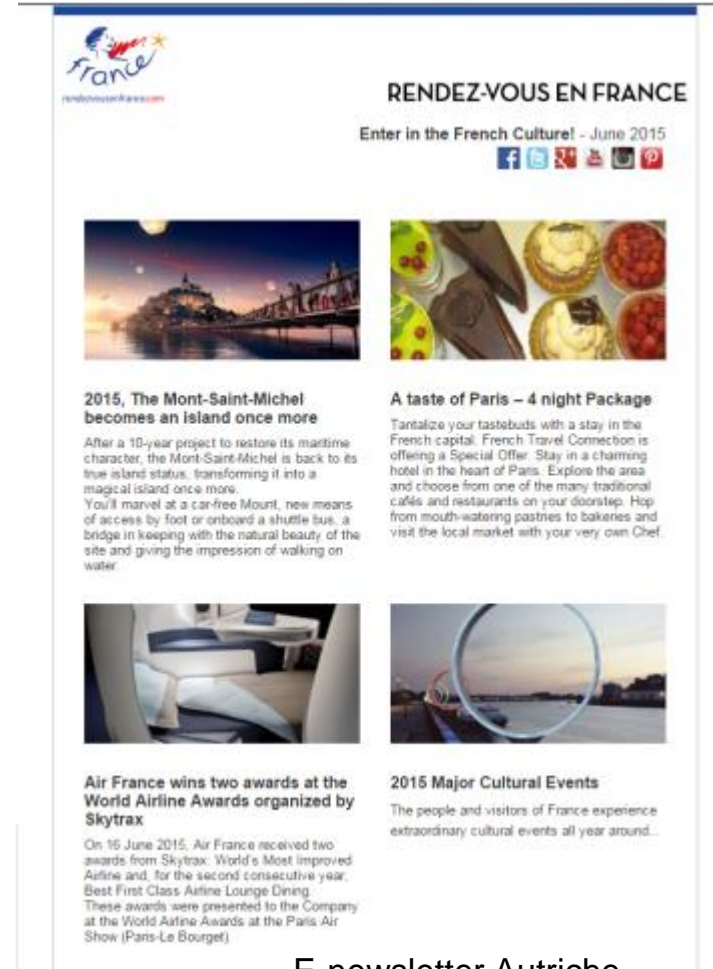 france
rendezvousenfrance.com
RENDEZ-VOUS EN FRANCE
Enter in the French Culture! - June 2015
2015, The Mont-Saint-Michel
becomes an island once more
After a 10-year project to restore its maritime
character, the Mont-Saint-Michel is back to its
true island status, transforming it into a
magical island once more.
You'll marvel at a car-free Mount, new means
of access by foot or onboard a shuttle bus, a
bridge in keeping with the natural beauty of the
site and giving the impression of walking on
water.
A taste of Paris – 4 night Package
Tantalize your tastebuds with a stay in the
French capital. French Travel Connection is
offering a Special Offer. Stay in a charming
hotel in the heart of Paris. Explore the area
and choose from one of the many traditional
cafés and restaurants on your doorstep. Hop
from mouth-watering pastries to bakeries and
visit the local market with your very own Chef.
Air France wins two awards at the
World Airline Awards organized by
Skytrax
On 16 June 2015, Air France received two
awards from Skytrax: World's Most Improved
Airline and, for the second consecutive year,
Best First Class Airline Lounge Dining.
These awards were presented to the Company
at the World Airline Awards at the Paris Air
Show (Paris-Le Bourget).
2015 Major Cultural Events
The people and visitors of France experience
extraordinary cultural events all year around...
E-newsletter Autriche